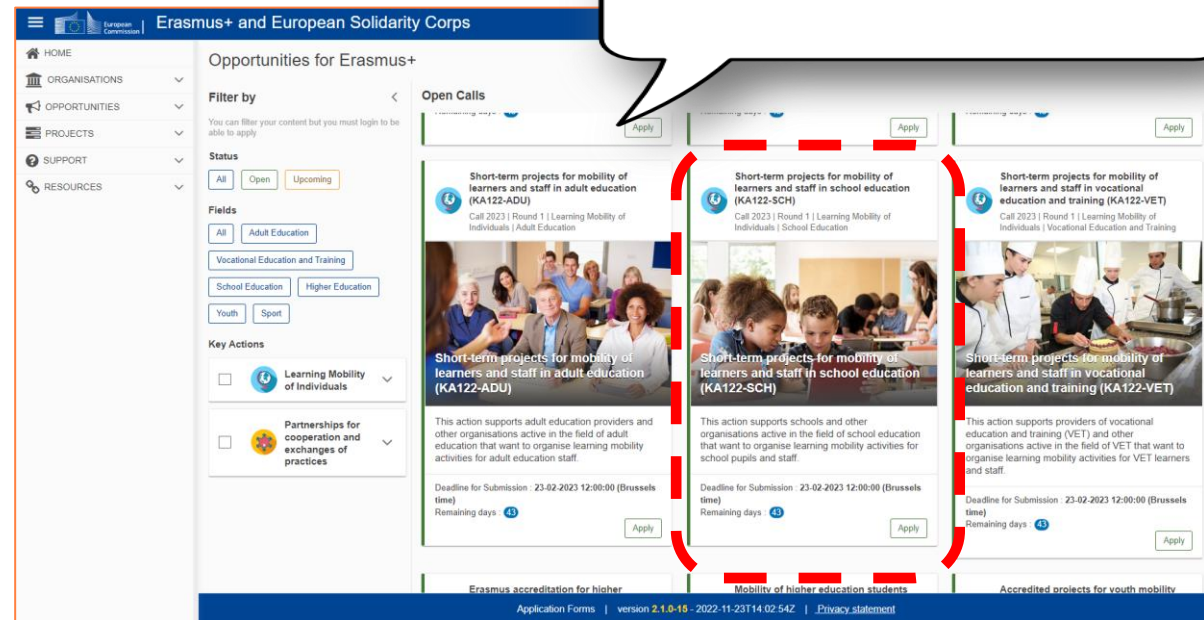 European Commission
Erasmus+ and European Solidarity Corps
HOME
ORGANISATIONS
OPPORTUNITIES
PROJECTS
SUPPORT
RESOURCES
Opportunities for Erasmus+
Filter by
You can filter your content but you must login to be
able to apply
Status
All Open Upcoming
Fields
All Adult Education
Vocational Education and Training
School Education Higher Education
Youth Sport
Key Actions
Learning Mobility
of Individuals
Partnerships for
cooperation and
exchanges of
practices
Open Calls
Remaining days :
Apply
Apply
Apply
Short-term projects for mobility of
learners and staff in adult education
(KA122-ADU)
Call 2023 | Round 1 | Learning Mobility of
Individuals | Adult Education
Short-term projects for mobility of
learners and staff in adult education
(KA122-ADU)
This action supports adult education providers and
other organisations active in the field of adult
education that want to organise learning mobility
activities for adult education staff.
Deadline for Submission : 23-02-2023 12:00:00 (Brussels
time)
Remaining days : 43
Apply
Short-term projects for mobility of
learners and staff in school education
(KA122-SCH)
Call 2023 | Round 1 | Learning Mobility of
Individuals | School Education
Short-term projects for mobility of
learners and staff in school education
(KA122-SCH)
This action supports schools and other
organisations active in the field of school education
that want to organise learning mobility activities for
school pupils and staff.
Deadline for Submission : 23-02-2023 12:00:00 (Brussels
time)
Remaining days : 43
Apply
Short-term projects for mobility of
learners and staff in vocational
education and training (KA122-VET)
Call 2023 | Round 1 | Learning Mobility of
Individuals | Vocational Education and Training
Short-term projects for mobility of
learners and staff in vocational
education and training (KA122-VET)
This action supports providers of vocational
education and training (VET) and other
organisations active in the field of VET that want to
organise learning mobility activities for VET learners
and staff.
Deadline for Submission : 23-02-2023 12:00:00 (Brussels
time)
Remaining days : 43
Apply
Erasmus accreditation for higher
Mobility of higher education students
Accredited projects for youth mobility
Application Forms | version 2.1.0-15 - 2022-11-23T14:02:54Z | Privacy statement